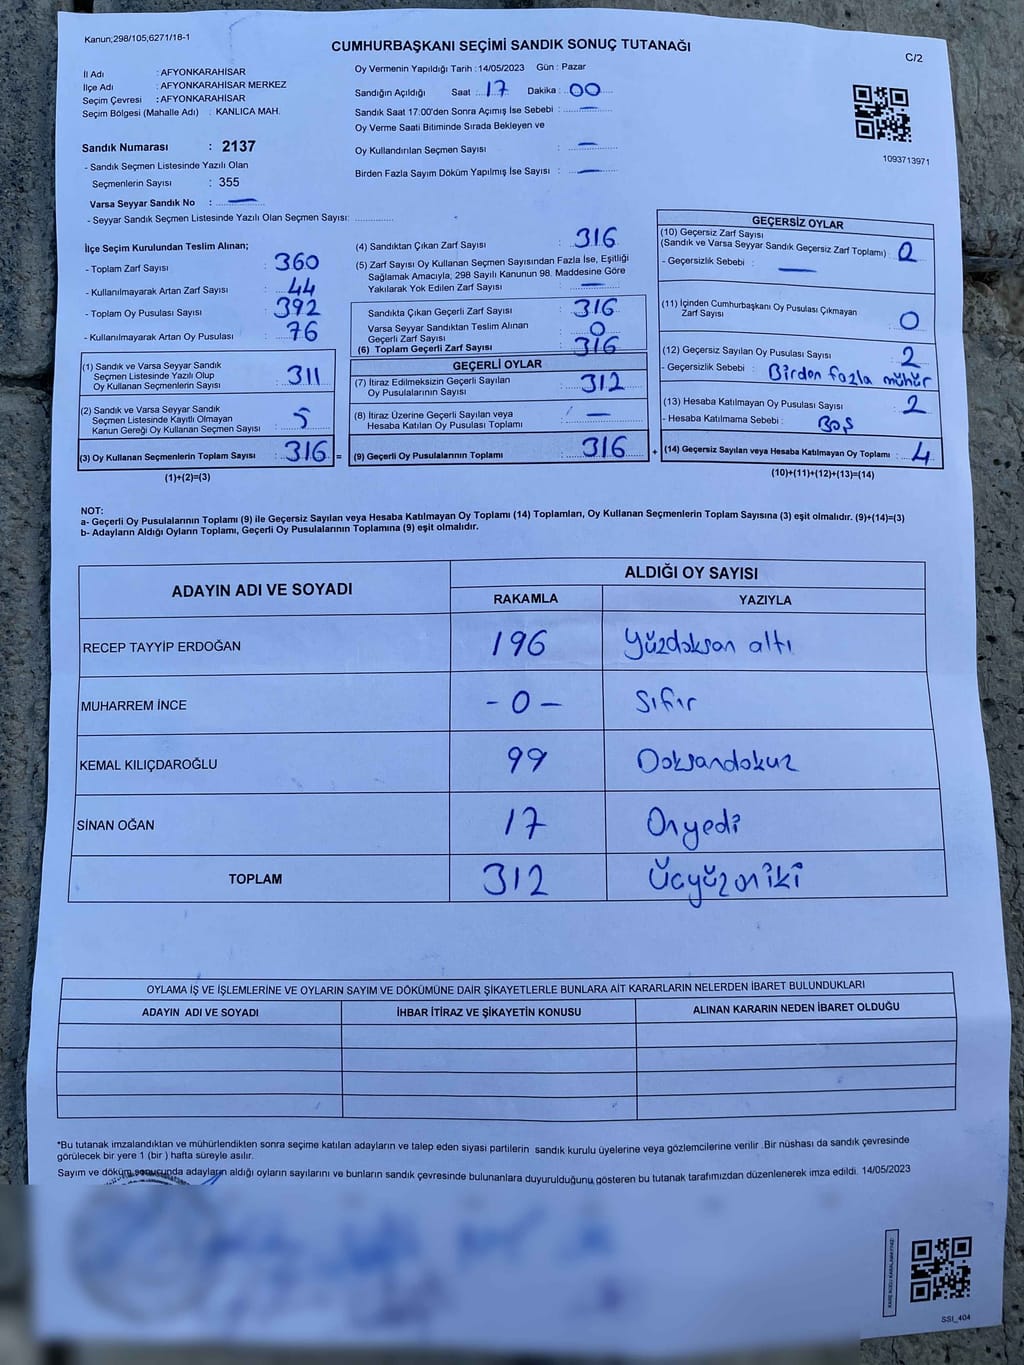 Kanun;298/105;6271/18-1
CUMHURBAŞKANI SEÇİMİ SANDIK SONUÇ TUTANAĞI
C/2
İl Adı : AFYONKARAHİSAR
İlçe Adı : AFYONKARAHİSAR MERKEZ
Seçim Çevresi : AFYONKARAHİSAR
Seçim Bölgesi (Mahalle Adı) : KANLICA MAH.
Sandık Numarası : 2137
- Sandık Seçmen Listesinde Yazılı Olan
Seçmenlerin Sayısı : 355
Varsa Seyyar Sandık No : —
- Seyyar Sandık Seçmen Listesinde Yazılı Olan Seçmen Sayısı: ..............
Oy Vermenin Yapıldığı Tarih : 14/05/2023 Gün : Pazar
Sandığın Açıldığı Saat : 17 Dakika : 00
Sandık Saat 17:00'den Sonra Açımış İse Sebebi : —
Oy Verme Saati Bitiminde Sırada Bekleyen ve
Oy Kullandırılan Seçmen Sayısı : —
Birden Fazla Sayım Döküm Yapılmış İse Sayısı : —
1093713971
İlçe Seçim Kurulundan Teslim Alınan;
- Toplam Zarf Sayısı : 360
- Kullanılmayarak Artan Zarf Sayısı : 44
- Toplam Oy Pusulası Sayısı : 392
- Kullanılmayarak Artan Oy Pusulası : 76
(1) Sandık ve Varsa Seyyar Sandık
Seçmen Listesinde Yazılı Olup
Oy Kullanan Seçmenlerin Sayısı : 311
(2) Sandık ve Varsa Seyyar Sandık
Seçmen Listesinde Kayıtlı Olmayan
Kanun Gereği Oy Kullanan Seçmen Sayısı : 5
(3) Oy Kullanan Seçmenlerin Toplam Sayısı : 316 =
(1)+(2)=(3)
(4) Sandıktan Çıkan Zarf Sayısı : 316
(5) Zarf Sayısı Oy Kullanan Seçmen Sayısından Fazla İse, Eşitliği
Sağlamak Amacıyla, 298 Sayılı Kanunun 98. Maddesine Göre
Yakılarak Yok Edilen Zarf Sayısı : —
Sandıkta Çıkan Geçerli Zarf Sayısı : 316
Varsa Seyyar Sandıktan Teslim Alınan
Geçerli Zarf Sayısı : 0
(6) Toplam Geçerli Zarf Sayısı : 316
GEÇERLİ OYLAR
(7) İtiraz Edilmeksizin Geçerli Sayılan
Oy Pusulalarının Sayısı : 312
(8) İtiraz Üzerine Geçerli Sayılan veya
Hesaba Katılan Oy Pusulası Toplamı : —
(9) Geçerli Oy Pusulalarının Toplamı : 316 +
GEÇERSİZ OYLAR
(10) Geçersiz Zarf Sayısı
(Sandık ve Varsa Seyyar Sandık Geçersiz Zarf Toplamı) : 0
- Geçersizlik Sebebi : —
(11) İçinden Cumhurbaşkanı Oy Pusulası Çıkmayan
Zarf Sayısı : 0
(12) Geçersiz Sayılan Oy Pusulası Sayısı : 2
- Geçersizlik Sebebi : Birden fazla mühür
(13) Hesaba Katılmayan Oy Pusulası Sayısı : 2
- Hesaba Katılmama Sebebi : Boş
(14) Geçersiz Sayılan veya Hesaba Katılmayan Oy Toplamı : 4
(10)+(11)+(12)+(13)=(14)
NOT:
a- Geçerli Oy Pusulalarının Toplamı (9) ile Geçersiz Sayılan veya Hesaba Katılmayan Oy Toplamı (14) Toplamları, Oy Kullanan Seçmenlerin Toplam Sayısına (3) eşit olmalıdır. (9)+(14)=(3)
b- Adayların Aldığı Oyların Toplamı, Geçerli Oy Pusulalarının Toplamına (9) eşit olmalıdır.
ADAYIN ADI VE SOYADI
ALDIĞI OY SAYISI
RAKAMLA YAZIYLA
RECEP TAYYİP ERDOĞAN 196 Yüzdoksan altı
MUHARREM İNCE - 0 - Sıfır
KEMAL KILIÇDAROĞLU 99 Doksandokuz
SİNAN OĞAN 17 Onyedi
TOPLAM 312 Üçyüzoniki
OYLAMA İŞ VE İŞLEMLERİNE VE OYLARIN SAYIM VE DÖKÜMÜNE DAİR ŞİKAYETLERLE BUNLARA AİT KARARLARIN NELERDEN İBARET BULUNDUKLARI
ADAYIN ADI VE SOYADI İHBAR İTİRAZ VE ŞİKAYETİN KONUSU ALINAN KARARIN NEDEN İBARET OLDUĞU
*Bu tutanak imzalandıktan ve mühürlendikten sonra seçime katılan adayların ve talep eden siyasi partilerin sandık kurulu üyelerine veya gözlemcilerine verilir .Bir nüshası da sandık çevresinde
görülecek bir yere 1 (bir ) hafta süreyle asılır.
Sayım ve döküm sonucunda adayların aldığı oyların sayılarını ve bunların sandık çevresinde bulunanlara duyurulduğunu gösteren bu tutanak tarafımızdan düzenlenerek imza edildi. 14/05/2023
SSI_404